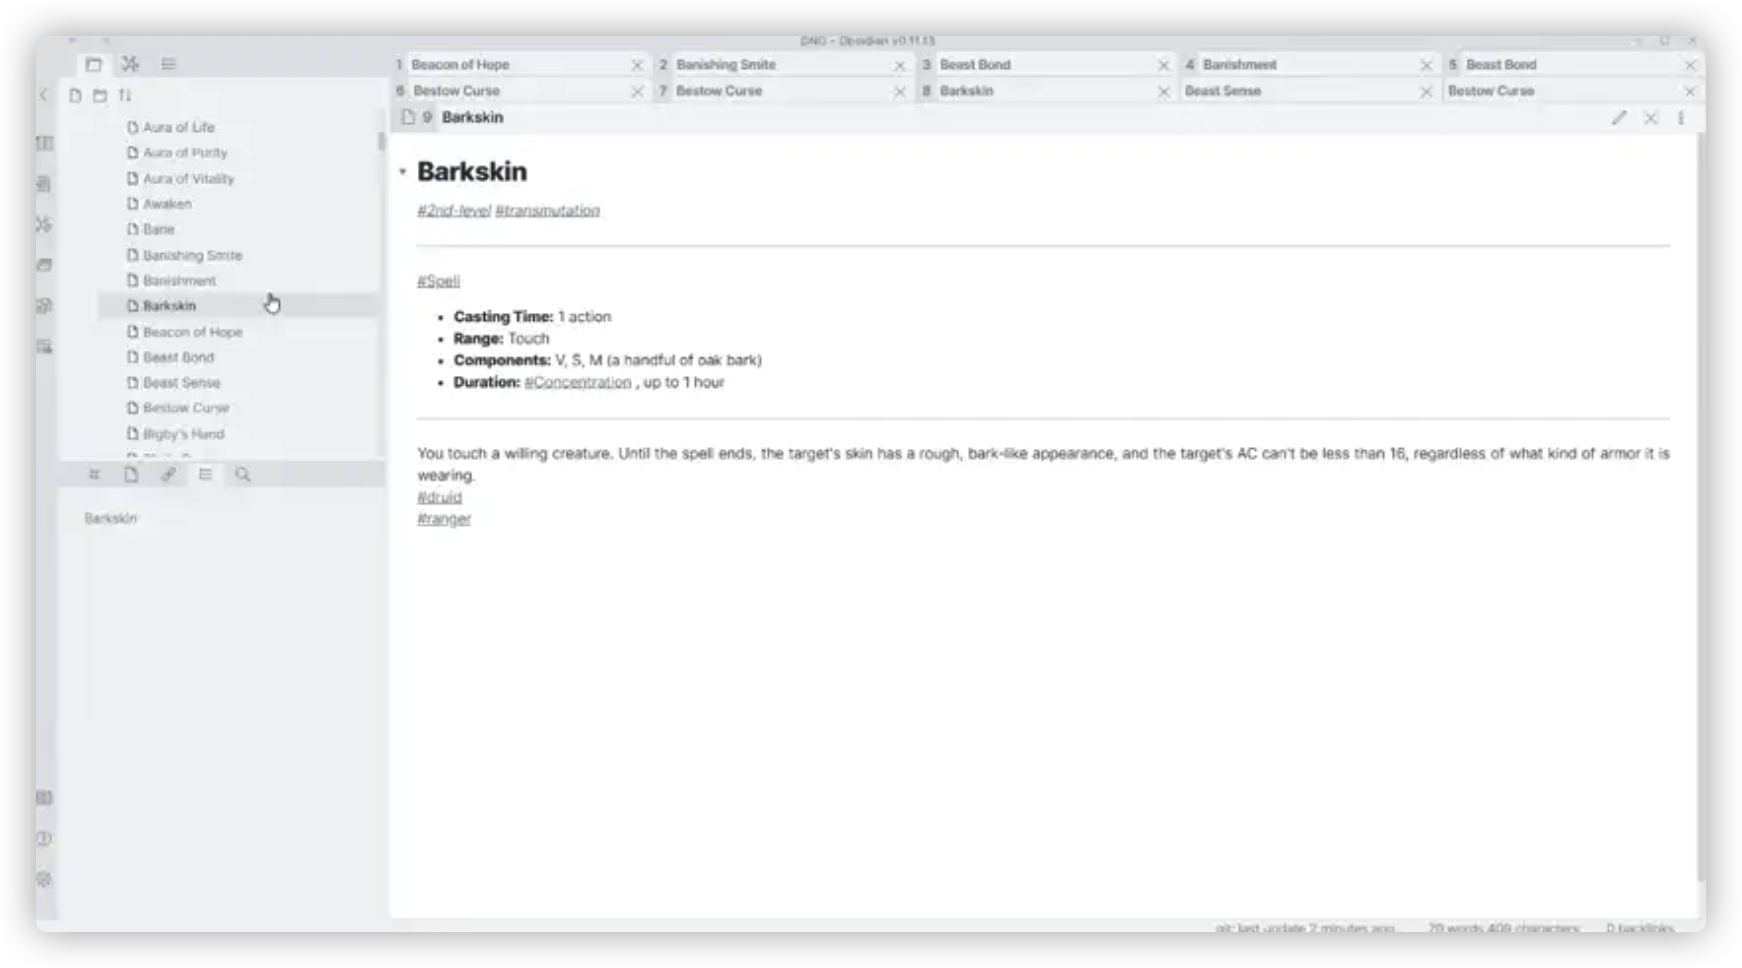 DND - Obsidian v0.11.13
1 Beacon of Hope
2 Banishing Smite
3 Beast Bond
4 Banishment
5 Beast Bond
6 Bestow Curse
7 Bestow Curse
8 Barkskin
Beast Sense
Bestow Curse
9 Barkskin
Aura of Life
Aura of Purity
Aura of Vitality
Awaken
Bane
Banishing Smite
Banishment
Barkskin
Beacon of Hope
Beast Bond
Beast Sense
Bestow Curse
Bigby's Hand
Barkskin
Barkskin
#2nd-level #transmutation
#Spell
• Casting Time: 1 action
• Range: Touch
• Components: V, S, M (a handful of oak bark)
• Duration: #Concentration , up to 1 hour
You touch a willing creature. Until the spell ends, the target's skin has a rough, bark-like appearance, and the target's AC can't be less than 16, regardless of what kind of armor it is
wearing.
#druid
#ranger
git: last update 2 minutes ago
70 words 409 characters
0 backlinks